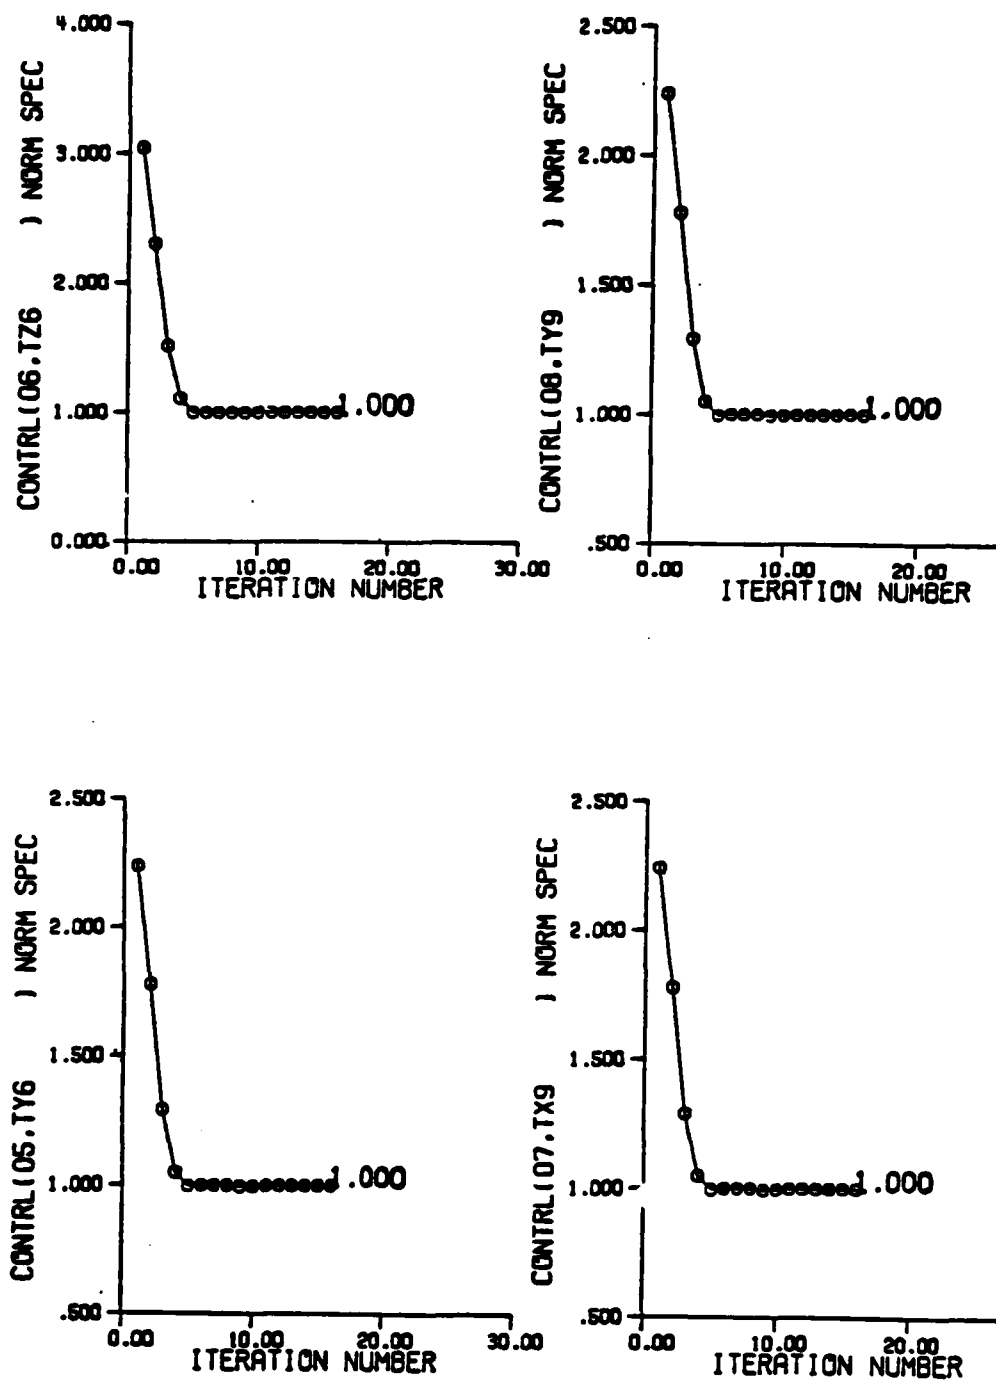 CONTRL(06,TZ6 ) NORM SPEC
4.000
3.000
2.000
1.000
0.000
1.000
0.00 10.00 20.00 30.00
ITERATION NUMBER
CONTRL(08,TY9 ) NORM SPEC
2.500
2.000
1.500
1.000
.500
1.000
0.00 10.00 20.00
ITERATION NUMBER
CONTRL(05,TY6 ) NORM SPEC
2.500
2.000
1.500
1.000
.500
1.000
0.00 10.00 20.00 30.00
ITERATION NUMBER
CONTRL(07,TX9 ) NORM SPEC
2.500
2.000
1.500
1.000
.500
1.000
0.00 10.00 20.00
ITERATION NUMBER